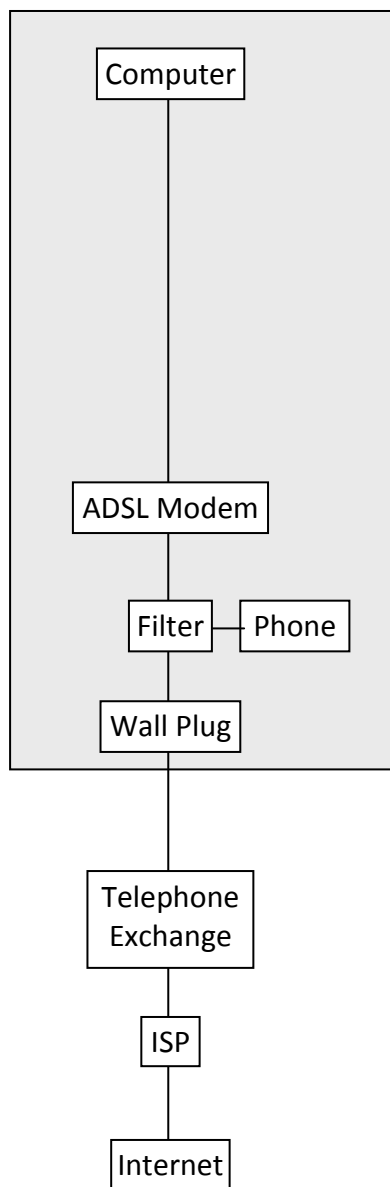 Computer
ADSL Modem
Filter
Phone
Wall Plug
Telephone
Exchange
ISP
Internet